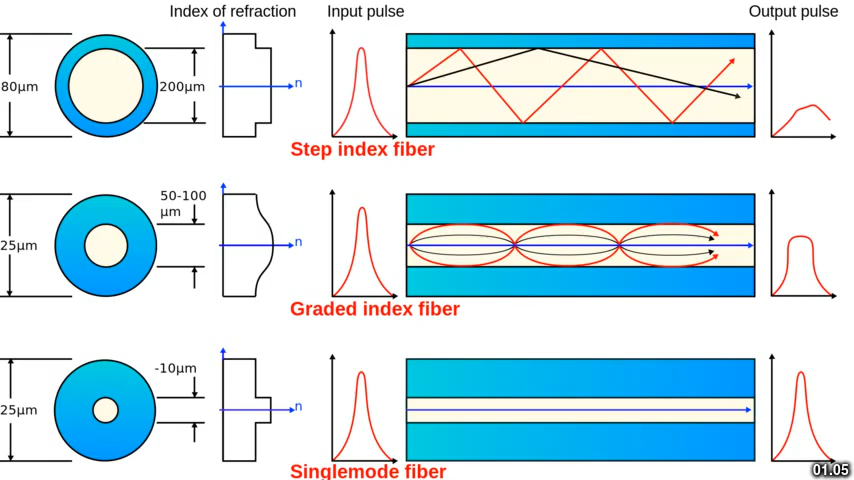 Index of refraction Input pulse Output pulse
80μm 200μm n
Step index fiber
50-100
μm
25μm n
Graded index fiber
-10μm
25μm n
Singlemode fiber
01.05